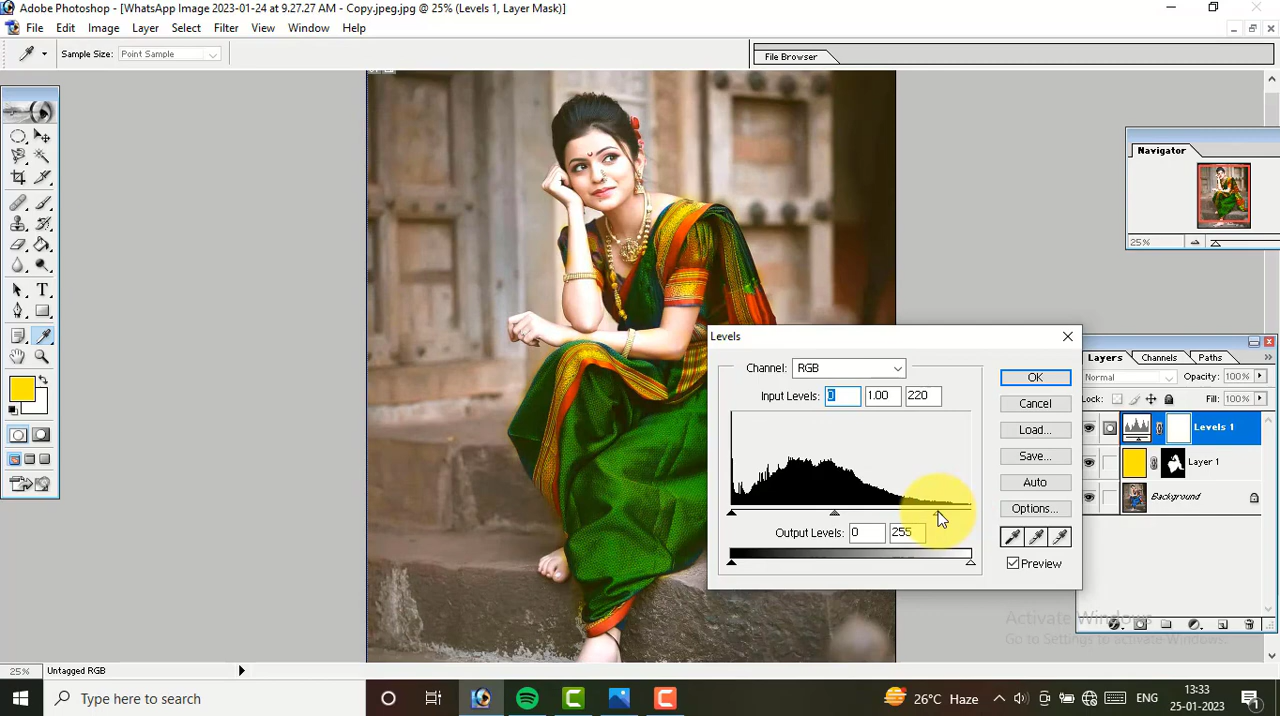 Adobe Photoshop - [WhatsApp Image 2023-01-24 at 9.27.27 AM - Copy.jpeg.jpg @ 25% (Levels 1, Layer Mask)]
File Edit Image Layer Select Filter View Window Help
Sample Size: Point Sample
File Browser
Navigator
25%
Levels
Channel: RGB
Input Levels: 0 1.00 220
Output Levels: 0 255
OK
Cancel
Load...
Save...
Auto
Options...
Preview
Layers Channels Paths
Normal Opacity: 100%
Lock: Fill: 100%
Levels 1
Layer 1
Background
Activate Windows
Go to Settings to activate Windows.
25% Untagged RGB
Type here to search
26°C Haze
ENG
13:33
25-01-2023
1